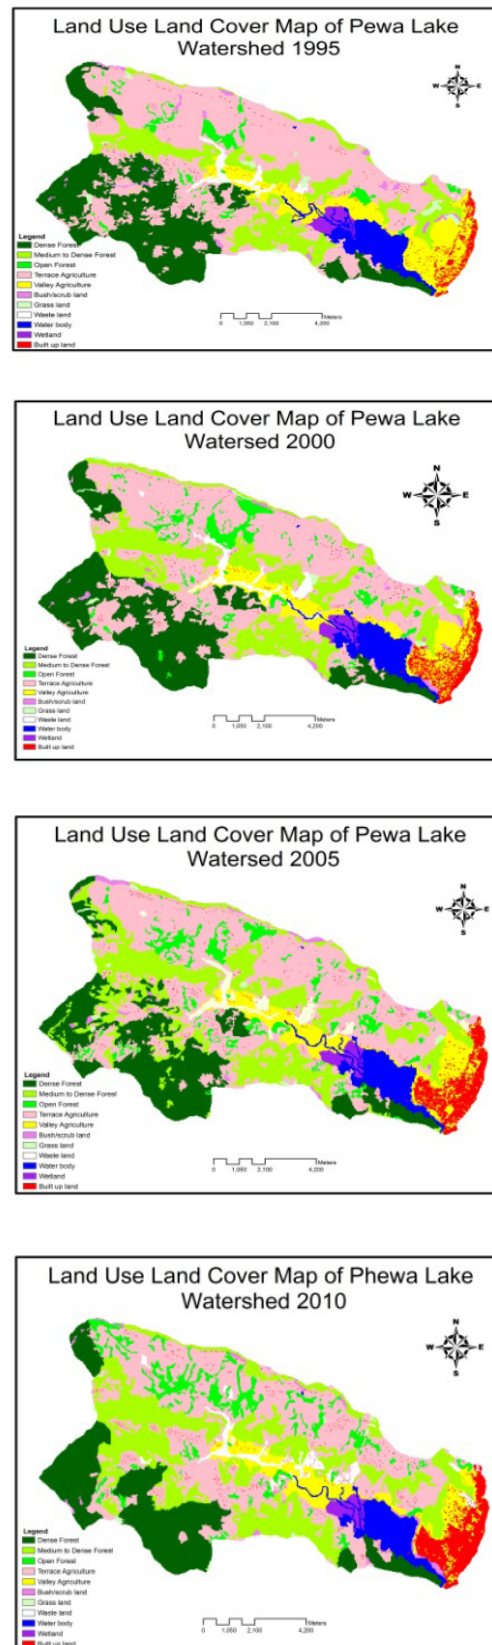 Land Use Land Cover Map of Pewa Lake
Watershed 1995
N
W E
S
Legend
Dense Forest
Medium to Dense Forest
Open Forest
Terrace Agriculture
Valley Agriculture
Bush/scrub land
Grass land
Waste land
Water body
Wetland
Built up land
Meters
0 1,050 2,100 4,200
Land Use Land Cover Map of Pewa Lake
Watersed 2000
N
W E
S
Legend
Dense Forest
Medium to Dense Forest
Open Forest
Terrace Agriculture
Valley Agriculture
Bush/scrub land
Grass land
Waste land
Water body
Wetland
Built up land
Meters
0 1,050 2,100 4,200
Land Use Land Cover Map of Pewa Lake
Watersed 2005
N
W E
S
Legend
Dense Forest
Medium to Dense Forest
Open Forest
Terrace Agriculture
Valley Agriculture
Bush/scrub land
Grass land
Waste land
Water body
Wetland
Built up land
Meters
0 1,050 2,100 4,200
Land Use Land Cover Map of Phewa Lake
Watershed 2010
N
W E
S
Legend
Dense Forest
Medium to Dense Forest
Open Forest
Terrace Agriculture
Valley Agriculture
Bush/scrub land
Grass land
Waste land
Water body
Wetland
Built up land
Meters
0 1,050 2,100 4,200